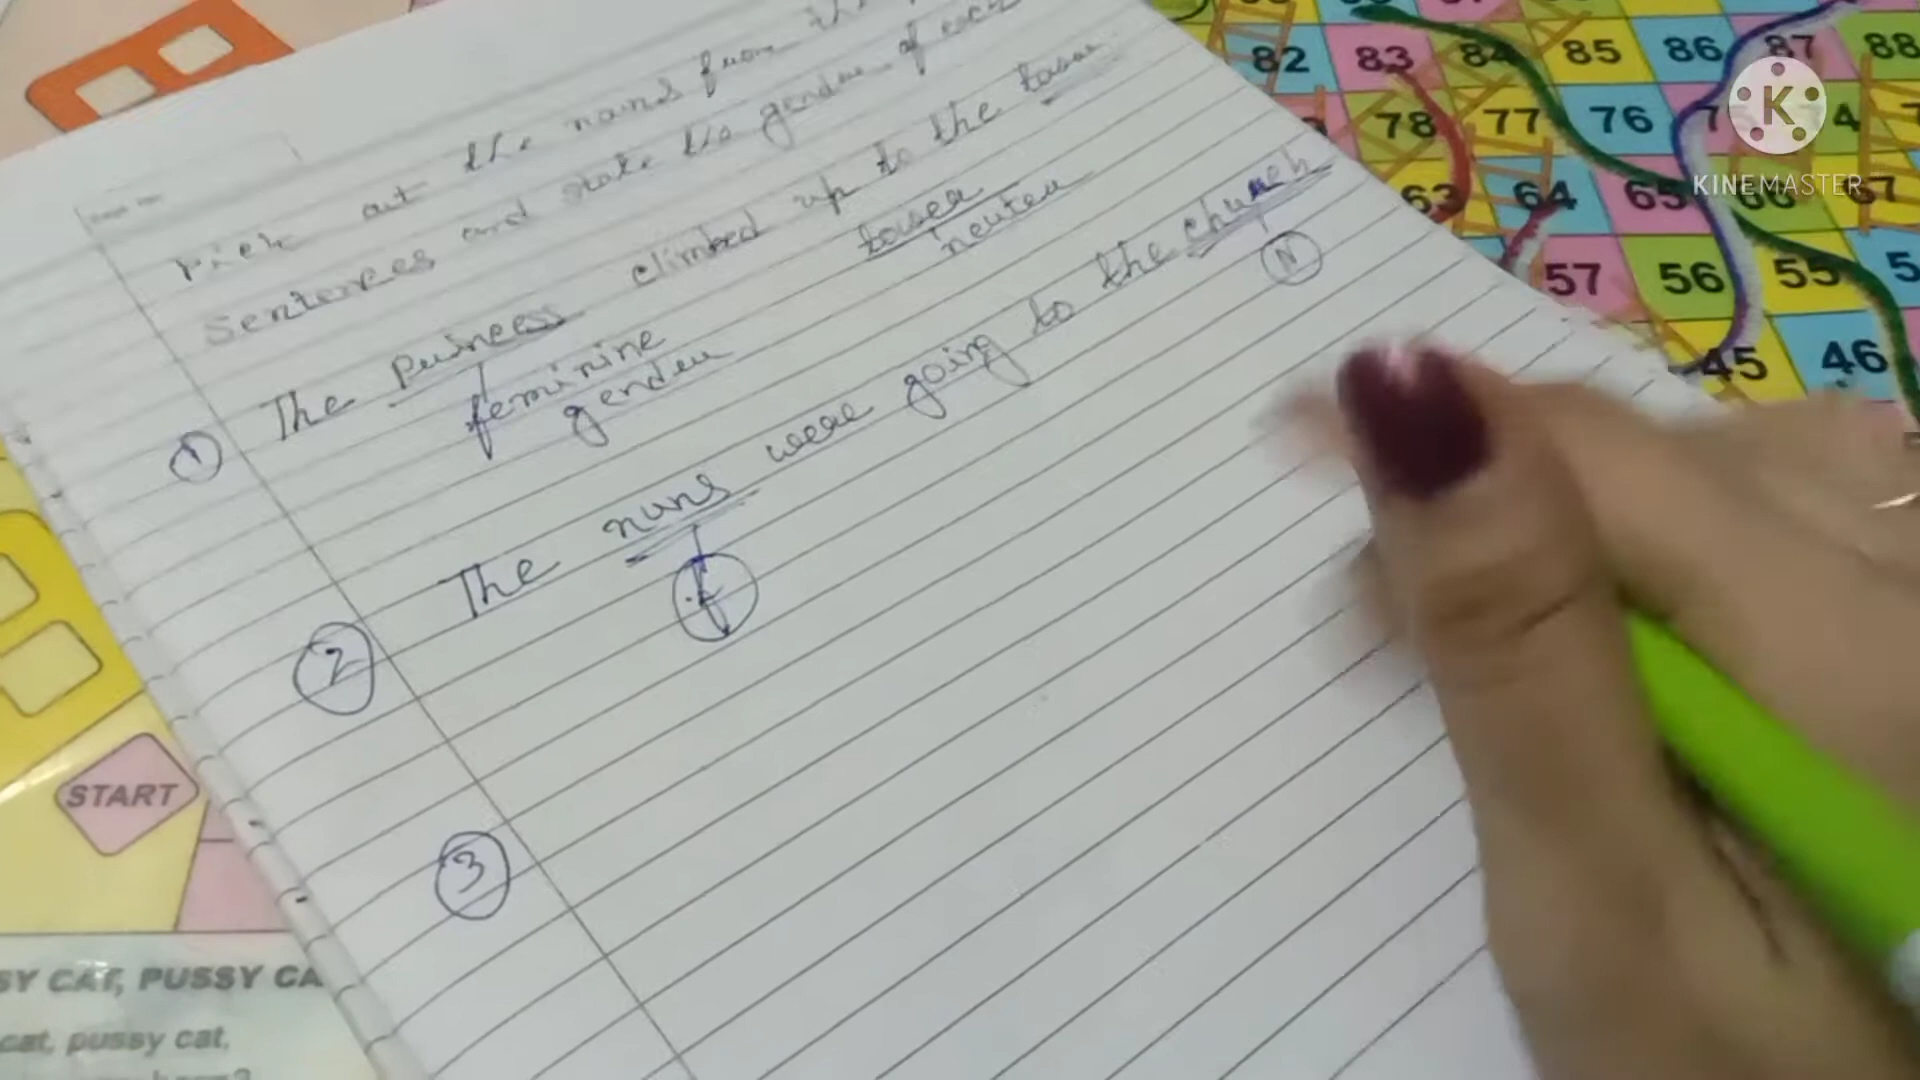 Pick out the nouns from the
sentences and state the gender of each
① The Princess climbed up to the tower
feminine
gender
tower
neuter
② The nuns were going to the church
F
N
③
START
SY CAT, PUSSY CA
cat, pussy cat,
82 83 84 85 86 87 88
78 77 76
63 64 65 66 67
57 56 55
45 46
K
KINEMASTER